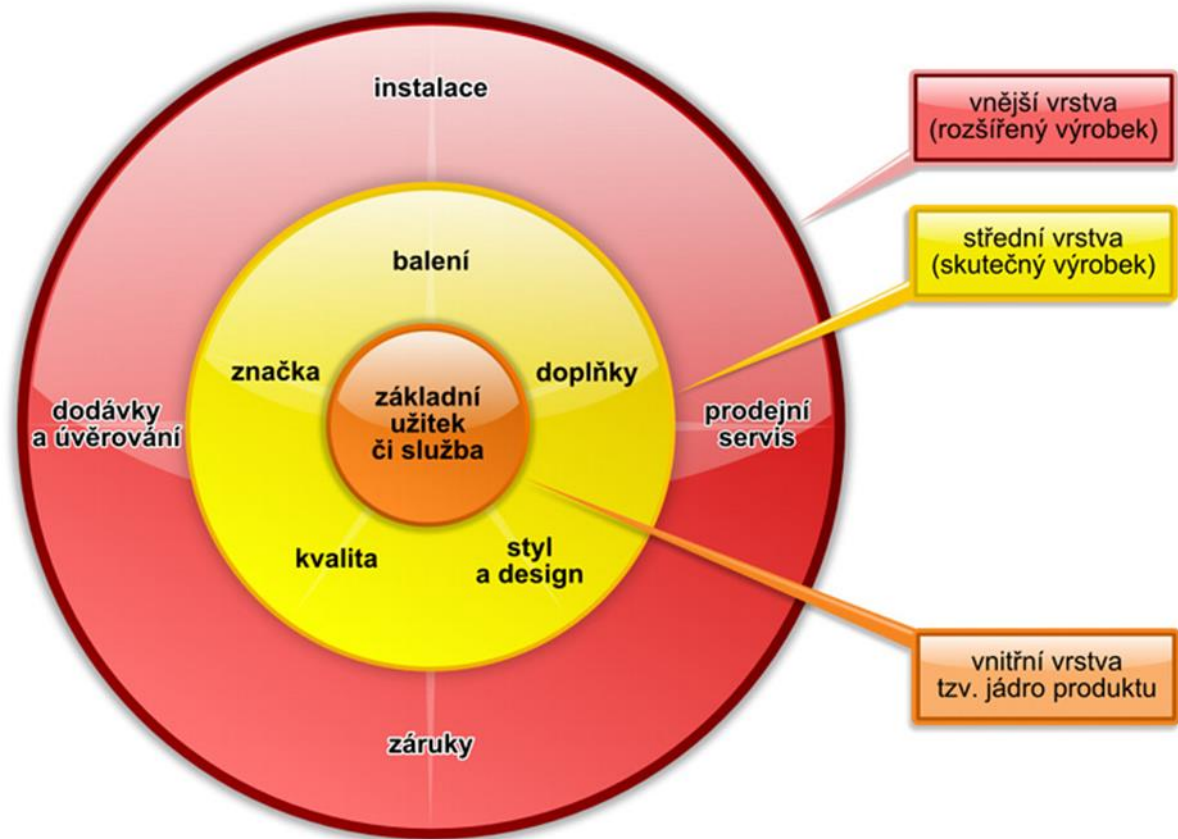 instalace
vnější vrstva
(rozšířený výrobek)
střední vrstva
(skutečný výrobek)
balení
značka
doplňky
základní
užitek
či služba
dodávky
a úvěrování
prodejní
servis
kvalita
styl
a design
vnitřní vrstva
tzv. jádro produktu
záruky